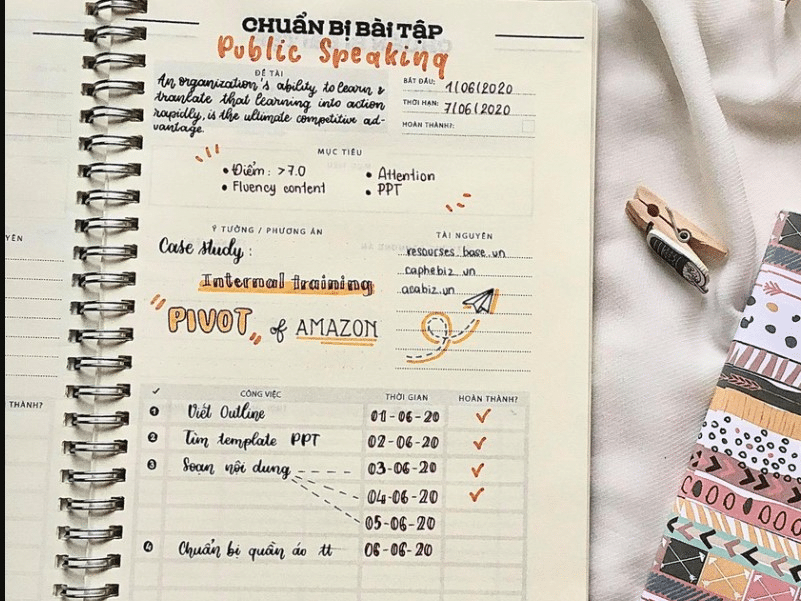 CHUẨN BỊ BÀI TẬP
Public Speaking
ĐỀ TÀI
An organization's ability to learn &
translate that learning into action
rapidly, is the ultimate competitive ad-
vantage.
BẮT ĐẦU: 1/06/2020
THỜI HẠN: 7/06/2020
HOÀN THÀNH?:
MỤC TIÊU
• Điểm: >7.0
• Fluency content
• Attention
• PPT
Ý TƯỞNG / PHƯƠNG ÁN
Case study:
Internal training
"PIVOT" of AMAZON
TÀI NGUYÊN
resourses.base.vn
caphebiz.vn
acabiz.vn
YÊN
THÀNH?
✓ CÔNG VIỆC THỜI GIAN HOÀN THÀNH?
1 Viết Outline 01-06-20 ✓
2 Tìm template PPT 02-06-20 ✓
3 Soạn nội dung 03-06-20 ✓
04-06-20 ✓
05-06-20
4 Chuẩn bị quần áo tt 06-06-20